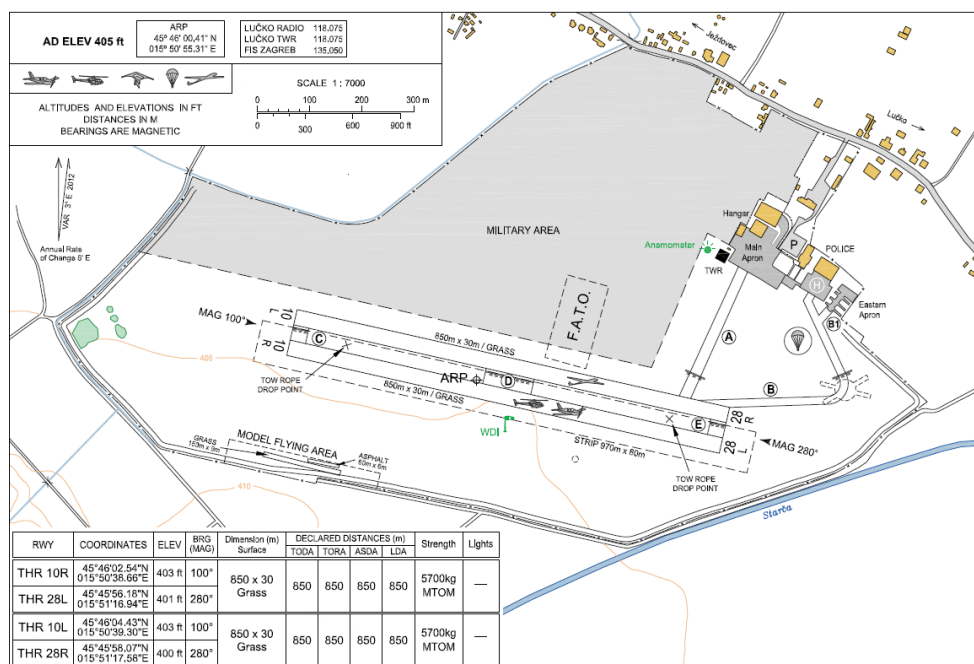 AD ELEV 405 ft
ARP
45° 46' 00,41" N
015° 50' 55.31" E
LUČKO RADIO 118.075
LUČKO TWR 118.075
FIS ZAGREB 135,050
ALTITUDES AND ELEVATIONS IN FT
DISTANCES IN M
BEARINGS ARE MAGNETIC
SCALE 1 : 7000
0 100 200 300 m
0 300 600 900 ft
Ježdovec
Lučko
VAR 3° E 2012
Annual Rate
of Change 6' E
MILITARY AREA
Hangar
Anemometer
TWR
Main
Apron
P
POLICE
H
Eastern
Apron
B1
A
B
F.A.T.O.
MAG 100°
10 L
10 R
C
850m x 30m / GRASS
TOW ROPE
DROP POINT
ARP
D
850m x 30m / GRASS
WDI
STRIP 970m x 80m
E
28 R
28 L
MAG 280°
TOW ROPE
DROP POINT
405
410
MODEL FLYING AREA
GRASS
150m x 9m
ASPHALT
60m x 6m
Starča
RWY COORDINATES ELEV BRG (MAG) Dimension (m) Surface DECLARED DISTANCES (m) Strength Lights
TODA TORA ASDA LDA
THR 10R 45°46'02.54"N 015°50'38.66"E 403 ft 100° 850 x 30 Grass 850 850 850 850 5700kg MTOM —
THR 28L 45°45'56.18"N 015°51'16.94"E 401 ft 280°
THR 10L 45°46'04.43"N 015°50'39.30"E 403 ft 100° 850 x 30 Grass 850 850 850 850 5700kg MTOM —
THR 28R 45°45'58,07"N 015°51'17,58"E 400 ft 280°